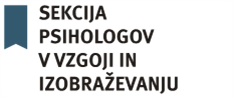 SEKCIJA
PSIHOLOGOV
V VZGOJI IN
IZOBRAŽEVANJU